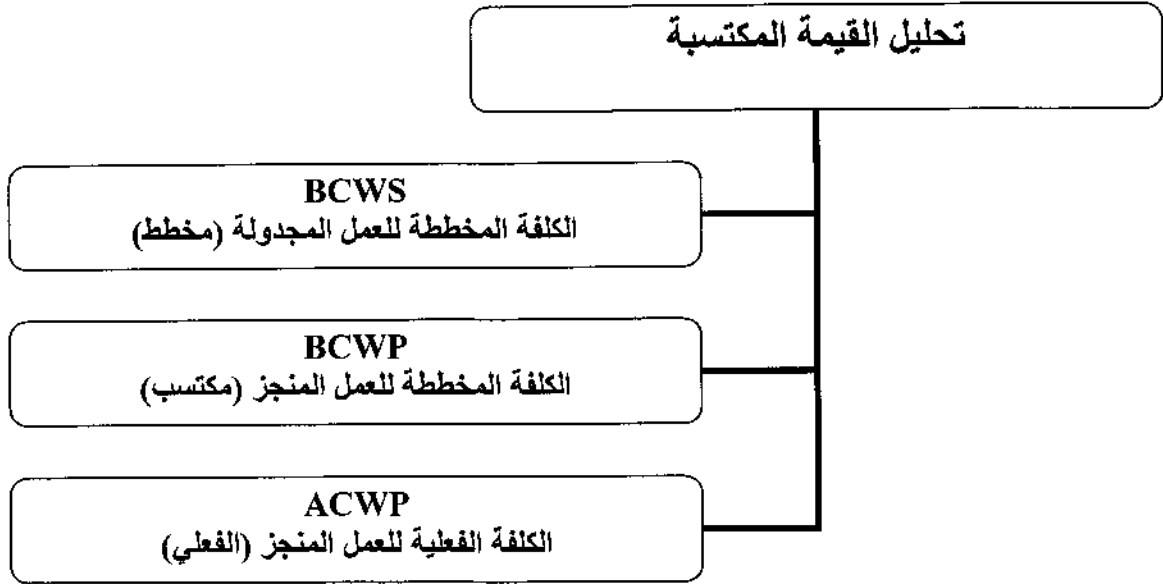 تحليل القيمة المكتسبة
BCWS
الكلفة المخططة للعمل المجدولة (مخطط)
BCWP
الكلفة المخططة للعمل المنجز (مكتسب)
ACWP
الكلفة الفعلية للعمل المنجز (الفعلي)